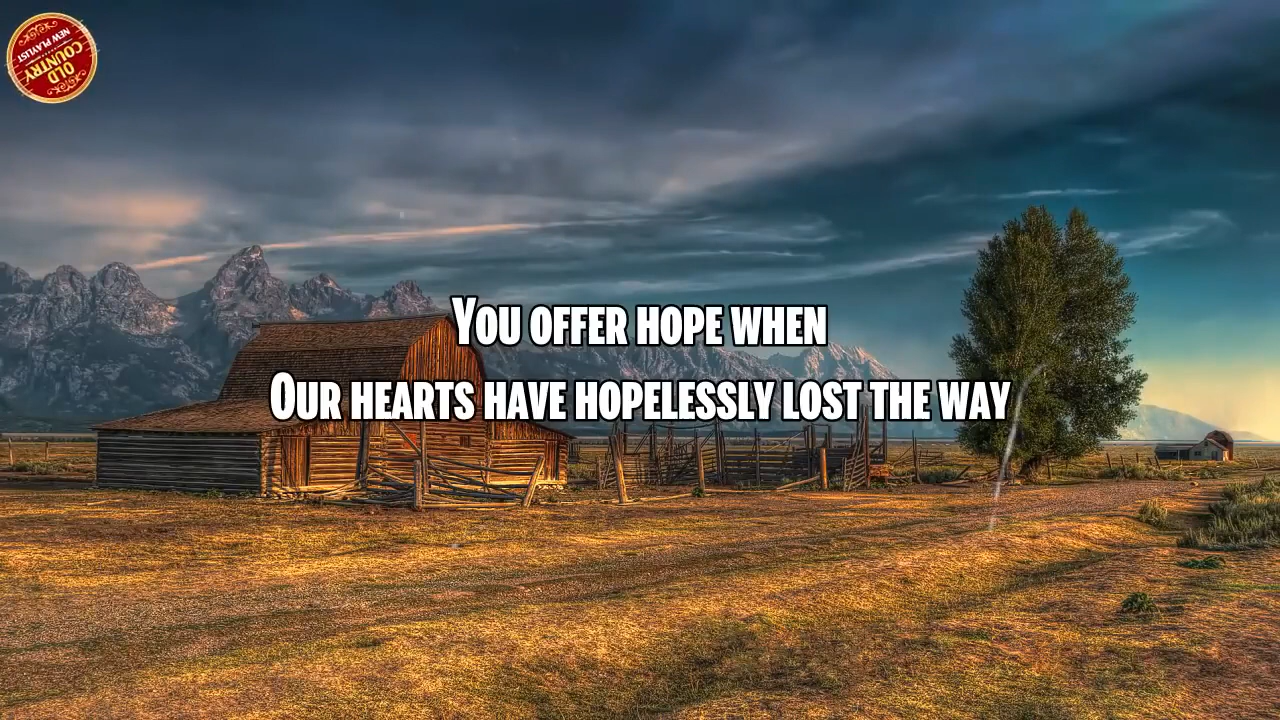 OLD
COUNTRY
NEW PLAYLIST
You offer hope when
Our hearts have hopelessly lost the way